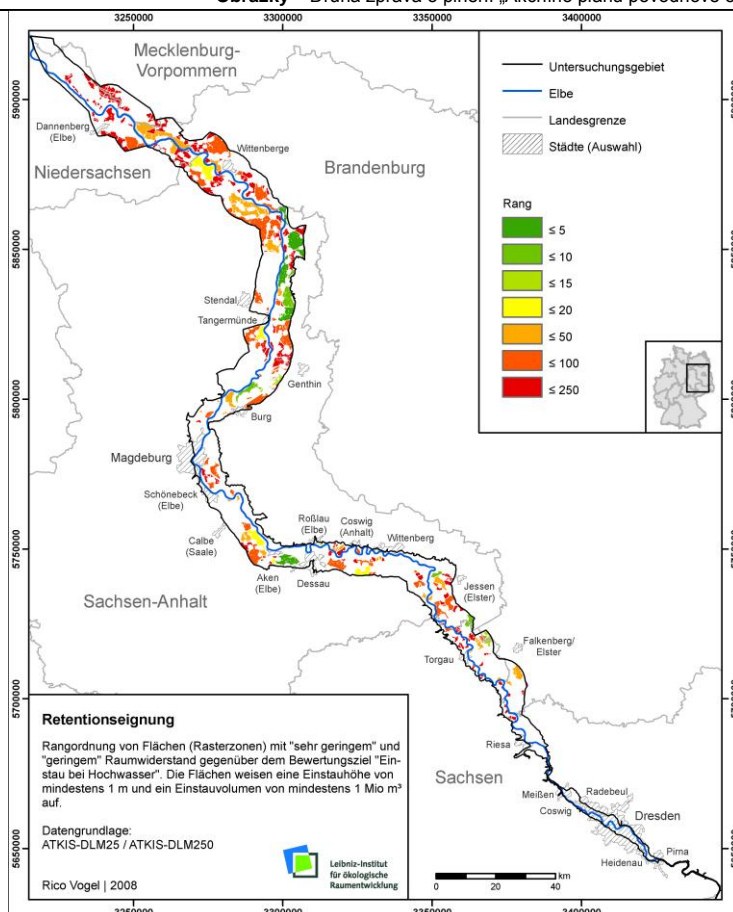 Obrázky – Druhá zpráva o plnění „Akčního plánu povodňové
3250000
3300000
3350000
3400000
Mecklenburg-
Vorpommern
Dannenberg
(Elbe)
Wittenberge
Niedersachsen
Brandenburg
Stendal
Tangermünde
Genthin
Burg
Magdeburg
Schönebeck
(Elbe)
Calbe
(Saale)
Roßlau
(Elbe)
Coswig
(Anhalt)
Wittenberg
Aken
(Elbe)
Dessau
Jessen
(Elster)
Sachsen-Anhalt
Falkenberg/
Elster
Torgau
Riesa
Sachsen
Meißen
Radebeul
Coswig
Dresden
Heidenau
Pirna
5900000
5850000
5800000
5750000
5700000
5650000
Untersuchungsgebiet
Elbe
Landesgrenze
Städte (Auswahl)
Rang
≤ 5
≤ 10
≤ 15
≤ 20
≤ 50
≤ 100
≤ 250
Retentionseignung
Rangordnung von Flächen (Rasterzonen) mit "sehr geringem" und
"geringem" Raumwiderstand gegenüber dem Bewertungsziel "Ein-
stau bei Hochwasser". Die Flächen weisen eine Einstauhöhe von
mindestens 1 m und ein Einstauvolumen von mindestens 1 Mio m³
auf.
Datengrundlage:
ATKIS-DLM25 / ATKIS-DLM250
Rico Vogel | 2008
Leibniz-Institut
für ökologische
Raumentwicklung
km
0 10 20 40
3250000
3300000
3350000
3400000